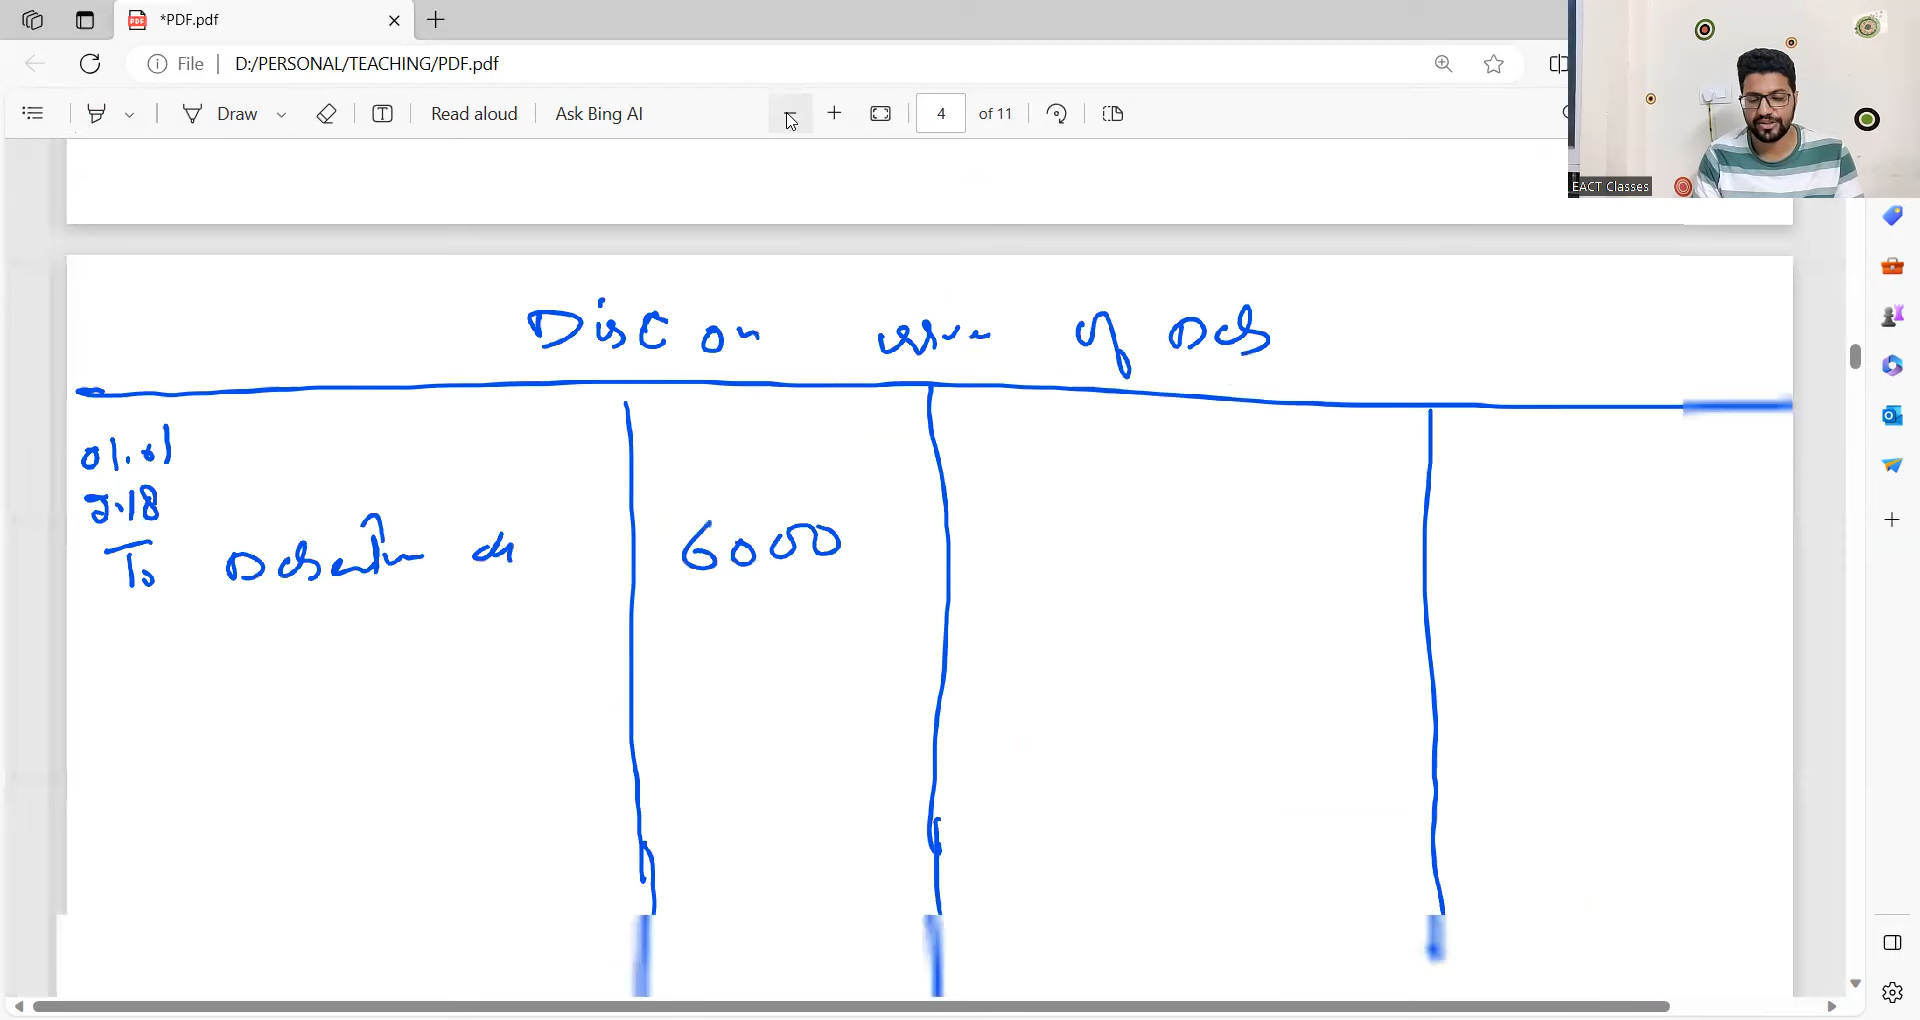 *PDF.pdf
File D:/PERSONAL/TEACHING/PDF.pdf
Draw Read aloud Ask Bing AI 4 of 11
EACT Classes
Disc on issue of Debs
01.01
2018
To Debenture A/c 6000